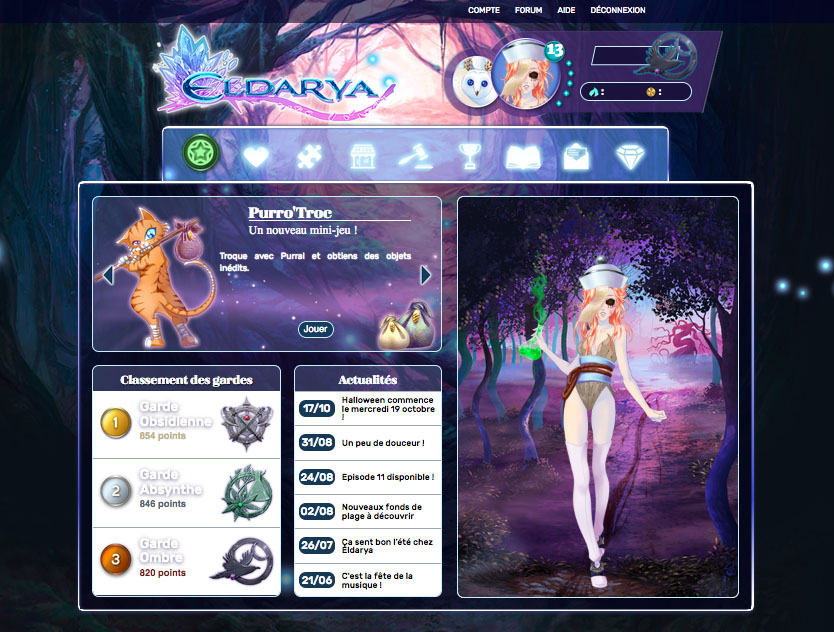 COMPTE FORUM AIDE DÉCONNEXION
ELDARYA
13
:
:
Purro'Troc
Un nouveau mini-jeu !
Troque avec Purral et obtiens des objets
inédits.
Jouer
Classement des gardes
1
Garde
Obsidienne
854 points
2
Garde
Absynthe
846 points
3
Garde
Ombre
820 points
Actualités
17/10
Halloween commence
le mercredi 19 octobre
!
31/08
Un peu de douceur !
24/08
Episode 11 disponible !
02/08
Nouveaux fonds de
plage à découvrir
26/07
Ça sent bon l'été chez
Eldarya
21/06
C'est la fête de la
musique !